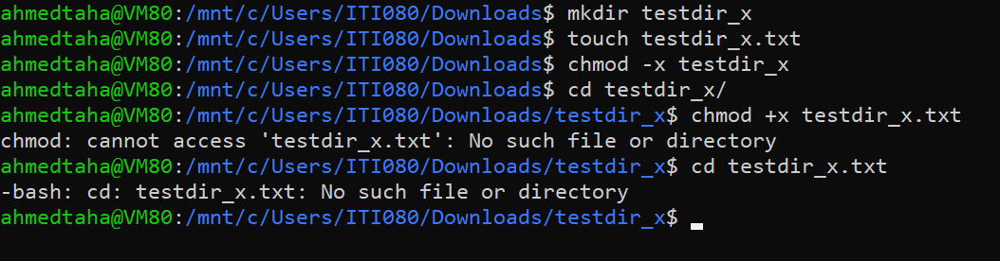 ahmedtaha@VM80:/mnt/c/Users/ITI080/Downloads$ mkdir testdir_x
ahmedtaha@VM80:/mnt/c/Users/ITI080/Downloads$ touch testdir_x.txt
ahmedtaha@VM80:/mnt/c/Users/ITI080/Downloads$ chmod -x testdir_x
ahmedtaha@VM80:/mnt/c/Users/ITI080/Downloads$ cd testdir_x/
ahmedtaha@VM80:/mnt/c/Users/ITI080/Downloads/testdir_x$ chmod +x testdir_x.txt
chmod: cannot access 'testdir_x.txt': No such file or directory
ahmedtaha@VM80:/mnt/c/Users/ITI080/Downloads/testdir_x$ cd testdir_x.txt
-bash: cd: testdir_x.txt: No such file or directory
ahmedtaha@VM80:/mnt/c/Users/ITI080/Downloads/testdir_x$